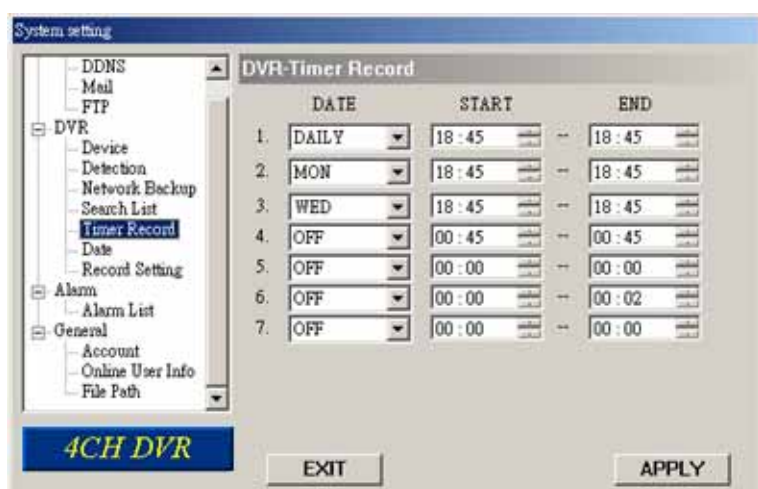 System setting
DDNS
Mail
FTP
DVR
Device
Detection
Network Backup
Search List
Timer Record
Date
Record Setting
Alarm
Alarm List
General
Account
Online User Info
File Path
4CH DVR
DVR-Timer Record
DATE START END
1. DAILY 18 : 45 -- 18 : 45
2. MON 18 : 45 -- 18 : 45
3. WED 18 : 45 -- 18 : 45
4. OFF 00 : 45 -- 00 : 45
5. OFF 00 : 00 -- 00 : 00
6. OFF 00 : 00 -- 00 : 02
7. OFF 00 : 00 -- 00 : 00
EXIT APPLY